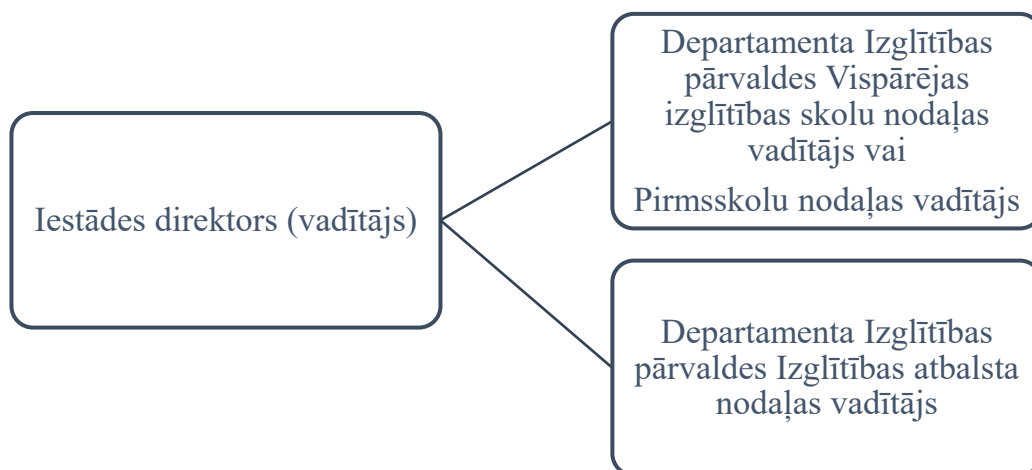 Iestādes direktors (vadītājs)
Departamenta Izglītības
pārvaldes Vispārējas
izglītības skolu nodaļas
vadītājs vai
Pirmsskolu nodaļas vadītājs
Departamenta Izglītības
pārvaldes Izglītības atbalsta
nodaļas vadītājs